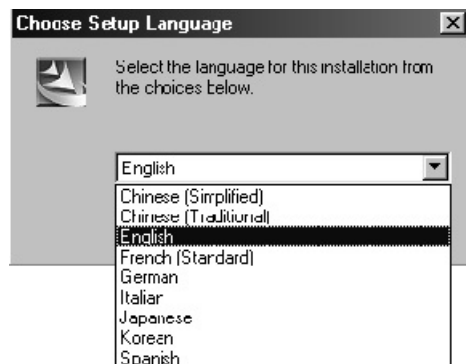 Choose Setup Language
Select the language for this installation from
the choices below.
English
Chinese (Simplified)
Chinese (Traditional)
English
French (Standard)
German
Italian
Japanese
Korean
Spanish